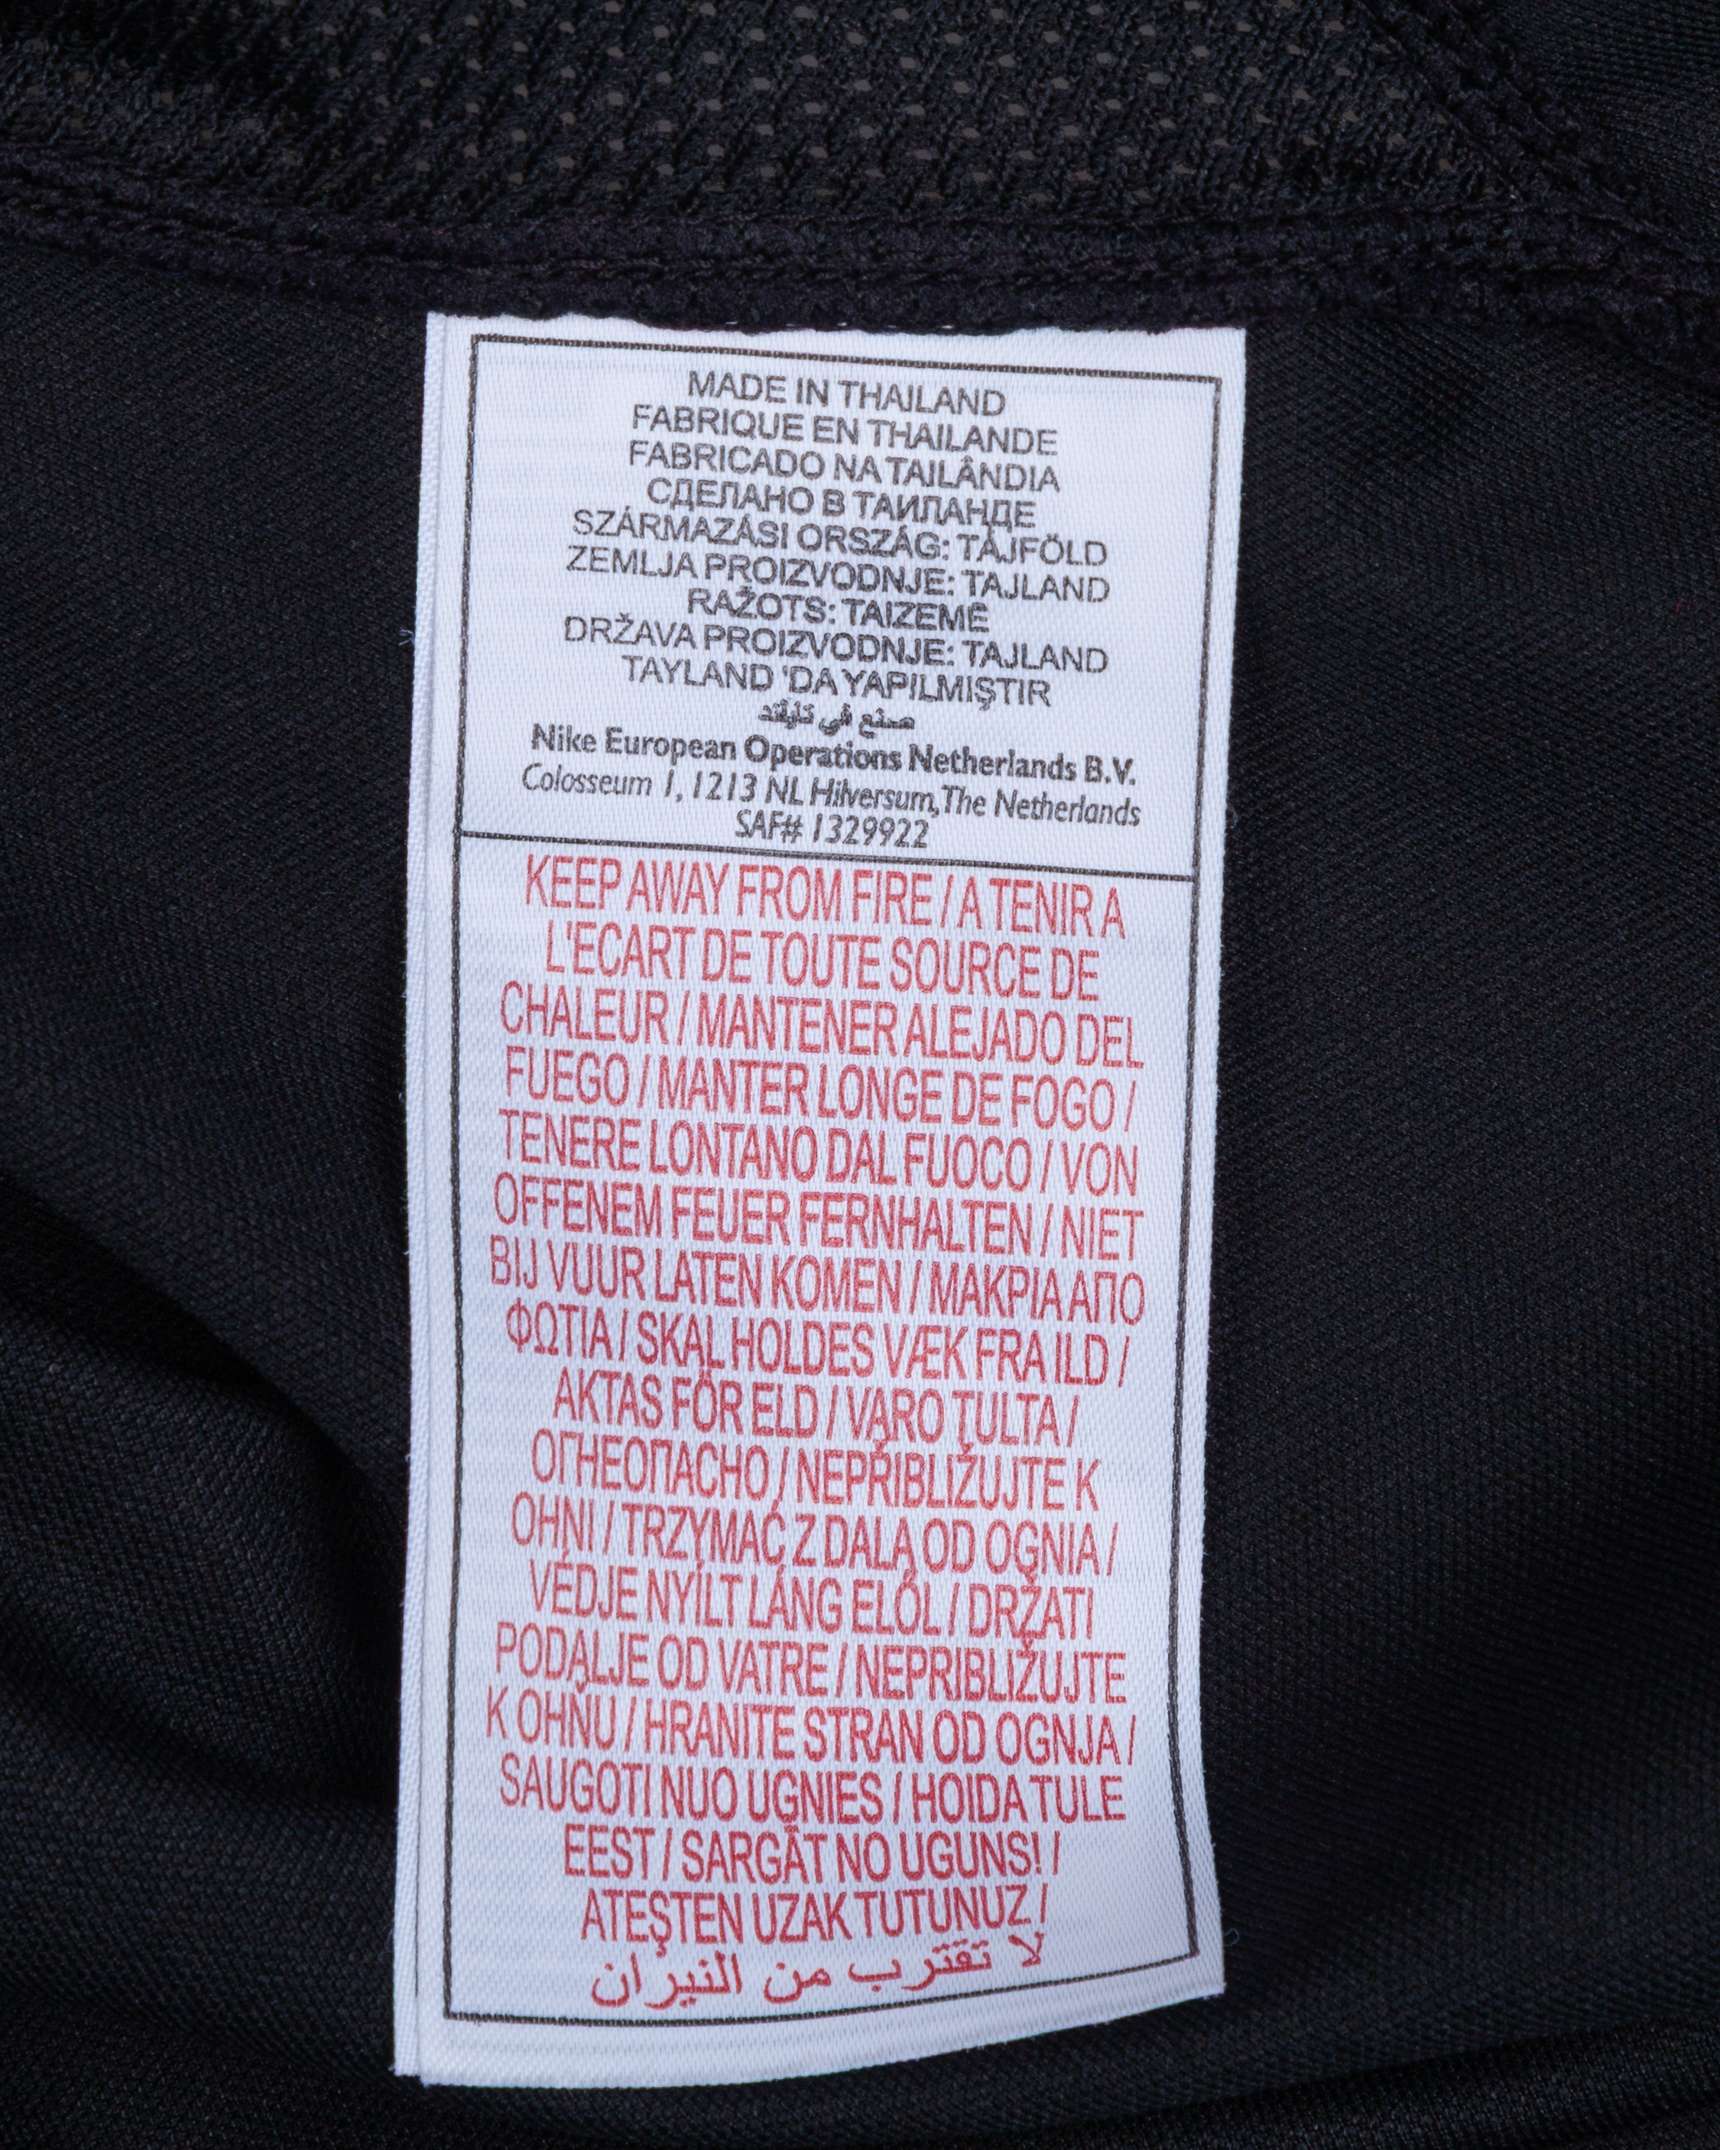 MADE IN THAILAND
FABRIQUE EN THAILANDE
FABRICADO NA TAILÂNDIA
СДЕЛАНО В ТАИЛАНДЕ
SZÁRMAZÁSI ORSZÁG: TÁJFÖLD
ZEMLJA PROIZVODNJE: TAJLAND
RAŽOTS: TAIZEMĒ
DRŽAVA PROIZVODNJE: TAJLAND
TAYLAND 'DA YAPILMIŞTIR
صنع في تايلند
Nike European Operations Netherlands B.V.
Colosseum 1, 1213 NL Hilversum, The Netherlands
SAF# 1329922
KEEP AWAY FROM FIRE / A TENIR A
L'ECART DE TOUTE SOURCE DE
CHALEUR / MANTENER ALEJADO DEL
FUEGO / MANTER LONGE DE FOGO /
TENERE LONTANO DAL FUOCO / VON
OFFENEM FEUER FERNHALTEN / NIET
BIJ VUUR LATEN KOMEN / ΜΑΚΡΙΑ ΑΠΟ
ΦΩΤΙΑ / SKAL HOLDES VÆK FRA ILD /
AKTAS FÖR ELD / VARO TULTA /
ОГНЕОПАСНО / NEPŘIBLIŽUJTE K
OHNI / TRZYMAĆ Z DALA OD OGNIA /
VÉDJE NYÍLT LÁNG ELŐL / DRŽATI
PODALJE OD VATRE / NEPRIBLIŽUJTE
K OHŇU / HRANITE STRAN OD OGNJA /
SAUGOTI NUO UGNIES / HOIDA TULE
EEST / SARGĀT NO UGUNS! /
ATEŞTEN UZAK TUTUNUZ /
لا تقترب من النيران